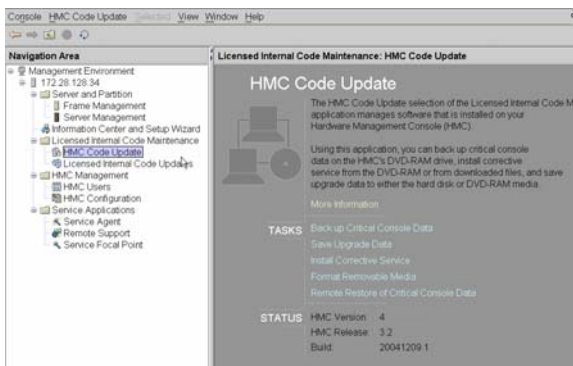 Console HMC Code Update Selected View Window Help
Navigation Area
Management Environment
172.28.128.34
Server and Partition
Frame Management
Server Management
Information Center and Setup Wizard
Licensed Internal Code Maintenance
HMC Code Update
Licensed Internal Code Updates
HMC Management
HMC Users
HMC Configuration
Service Applications
Service Agent
Remote Support
Service Focal Point
Licensed Internal Code Maintenance: HMC Code Update
HMC Code Update
The HMC Code Update selection of the Licensed Internal Code M
application manages software that is installed on your
Hardware Management Console (HMC).
Using this application, you can back up critical console
data on the HMC's DVD-RAM drive, install corrective
service from the DVD-RAM or from downloaded files, and save
upgrade data to either the hard disk or DVD-RAM media.
More Information
TASKS
Back up Critical Console Data
Save Upgrade Data
Install Corrective Service
Format Removable Media
Remote Restore of Critical Console Data
STATUS
HMC Version: 4
HMC Release: 3.2
Build: 20041209.1